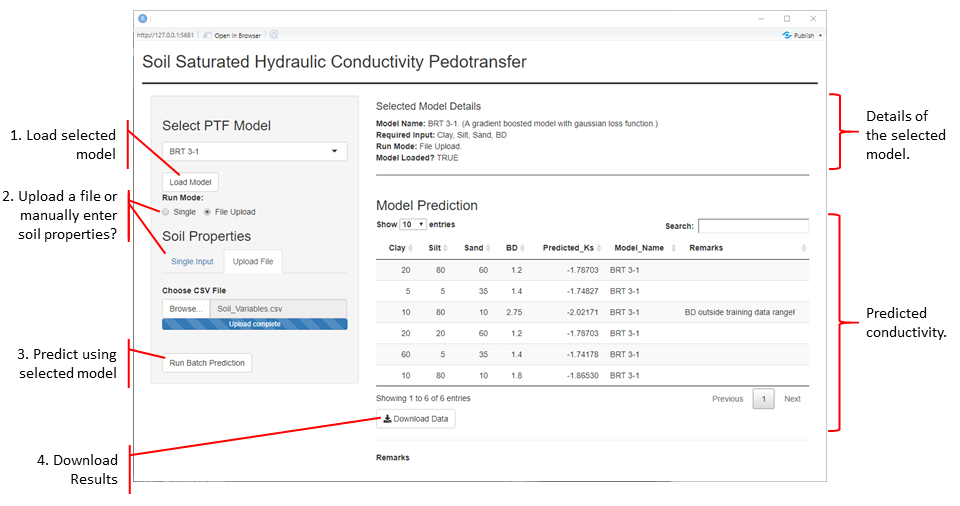 http://127.0.0.1:5681 Open in Browser Publish
Soil Saturated Hydraulic Conductivity Pedotransfer
1. Load selected
model
2. Upload a file or
manually enter
soil properties?
3. Predict using
selected model
4. Download
Results
Select PTF Model
BRT 3-1
Load Model
Run Mode:
Single File Upload
Soil Properties
Single Input Upload File
Choose CSV File
Browse... Soil_Variables.csv
Upload complete
Run Batch Prediction
Selected Model Details
Model Name: BRT 3-1. (A gradient boosted model with gaussian loss function.)
Required Input: Clay, Silt, Sand, BD
Run Mode: File Upload.
Model Loaded? TRUE
Model Prediction
Show 10 entries
Search:
Clay Silt Sand BD Predicted_Ks Model_Name Remarks
20 80 60 1.2 -1.78703 BRT 3-1
5 5 35 1.4 -1.74827 BRT 3-1
10 80 10 2.75 -2.02171 BRT 3-1 BD outside training data range!
20 20 60 1.2 -1.78703 BRT 3-1
60 5 35 1.4 -1.74178 BRT 3-1
10 80 10 1.8 -1.86530 BRT 3-1
Showing 1 to 6 of 6 entries
Previous 1 Next
Download Data
Remarks
Details of
the selected
model.
Predicted
conductivity.